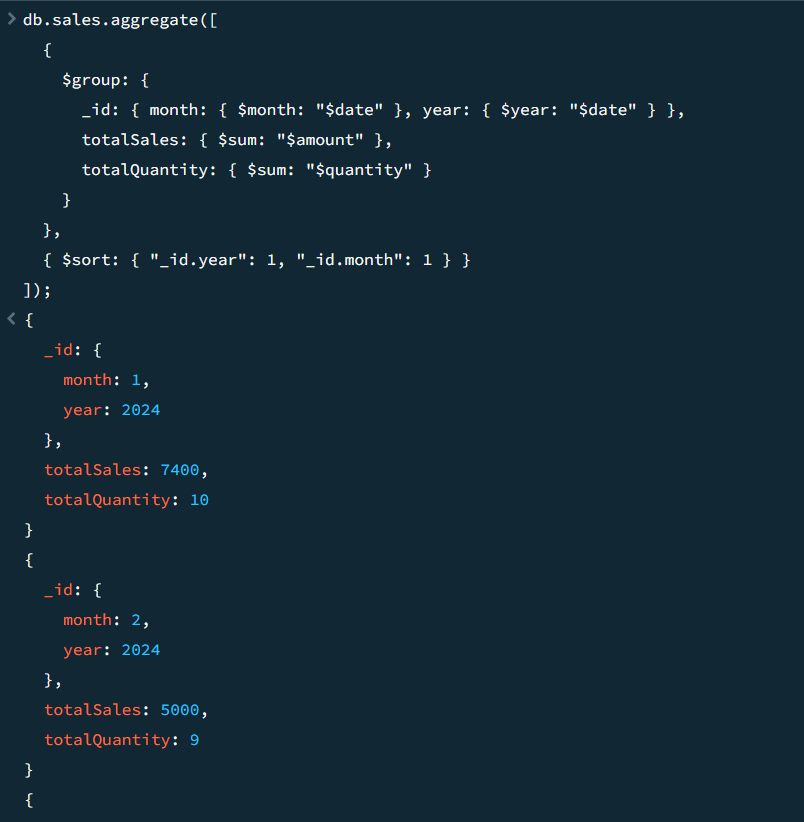 > db.sales.aggregate([
  {
    $group: {
      _id: { month: { $month: "$date" }, year: { $year: "$date" } },
      totalSales: { $sum: "$amount" },
      totalQuantity: { $sum: "$quantity" }
    }
  },
  { $sort: { "_id.year": 1, "_id.month": 1 } }
]);
< {
  _id: {
    month: 1,
    year: 2024
  },
  totalSales: 7400,
  totalQuantity: 10
}
{
  _id: {
    month: 2,
    year: 2024
  },
  totalSales: 5000,
  totalQuantity: 9
}
{